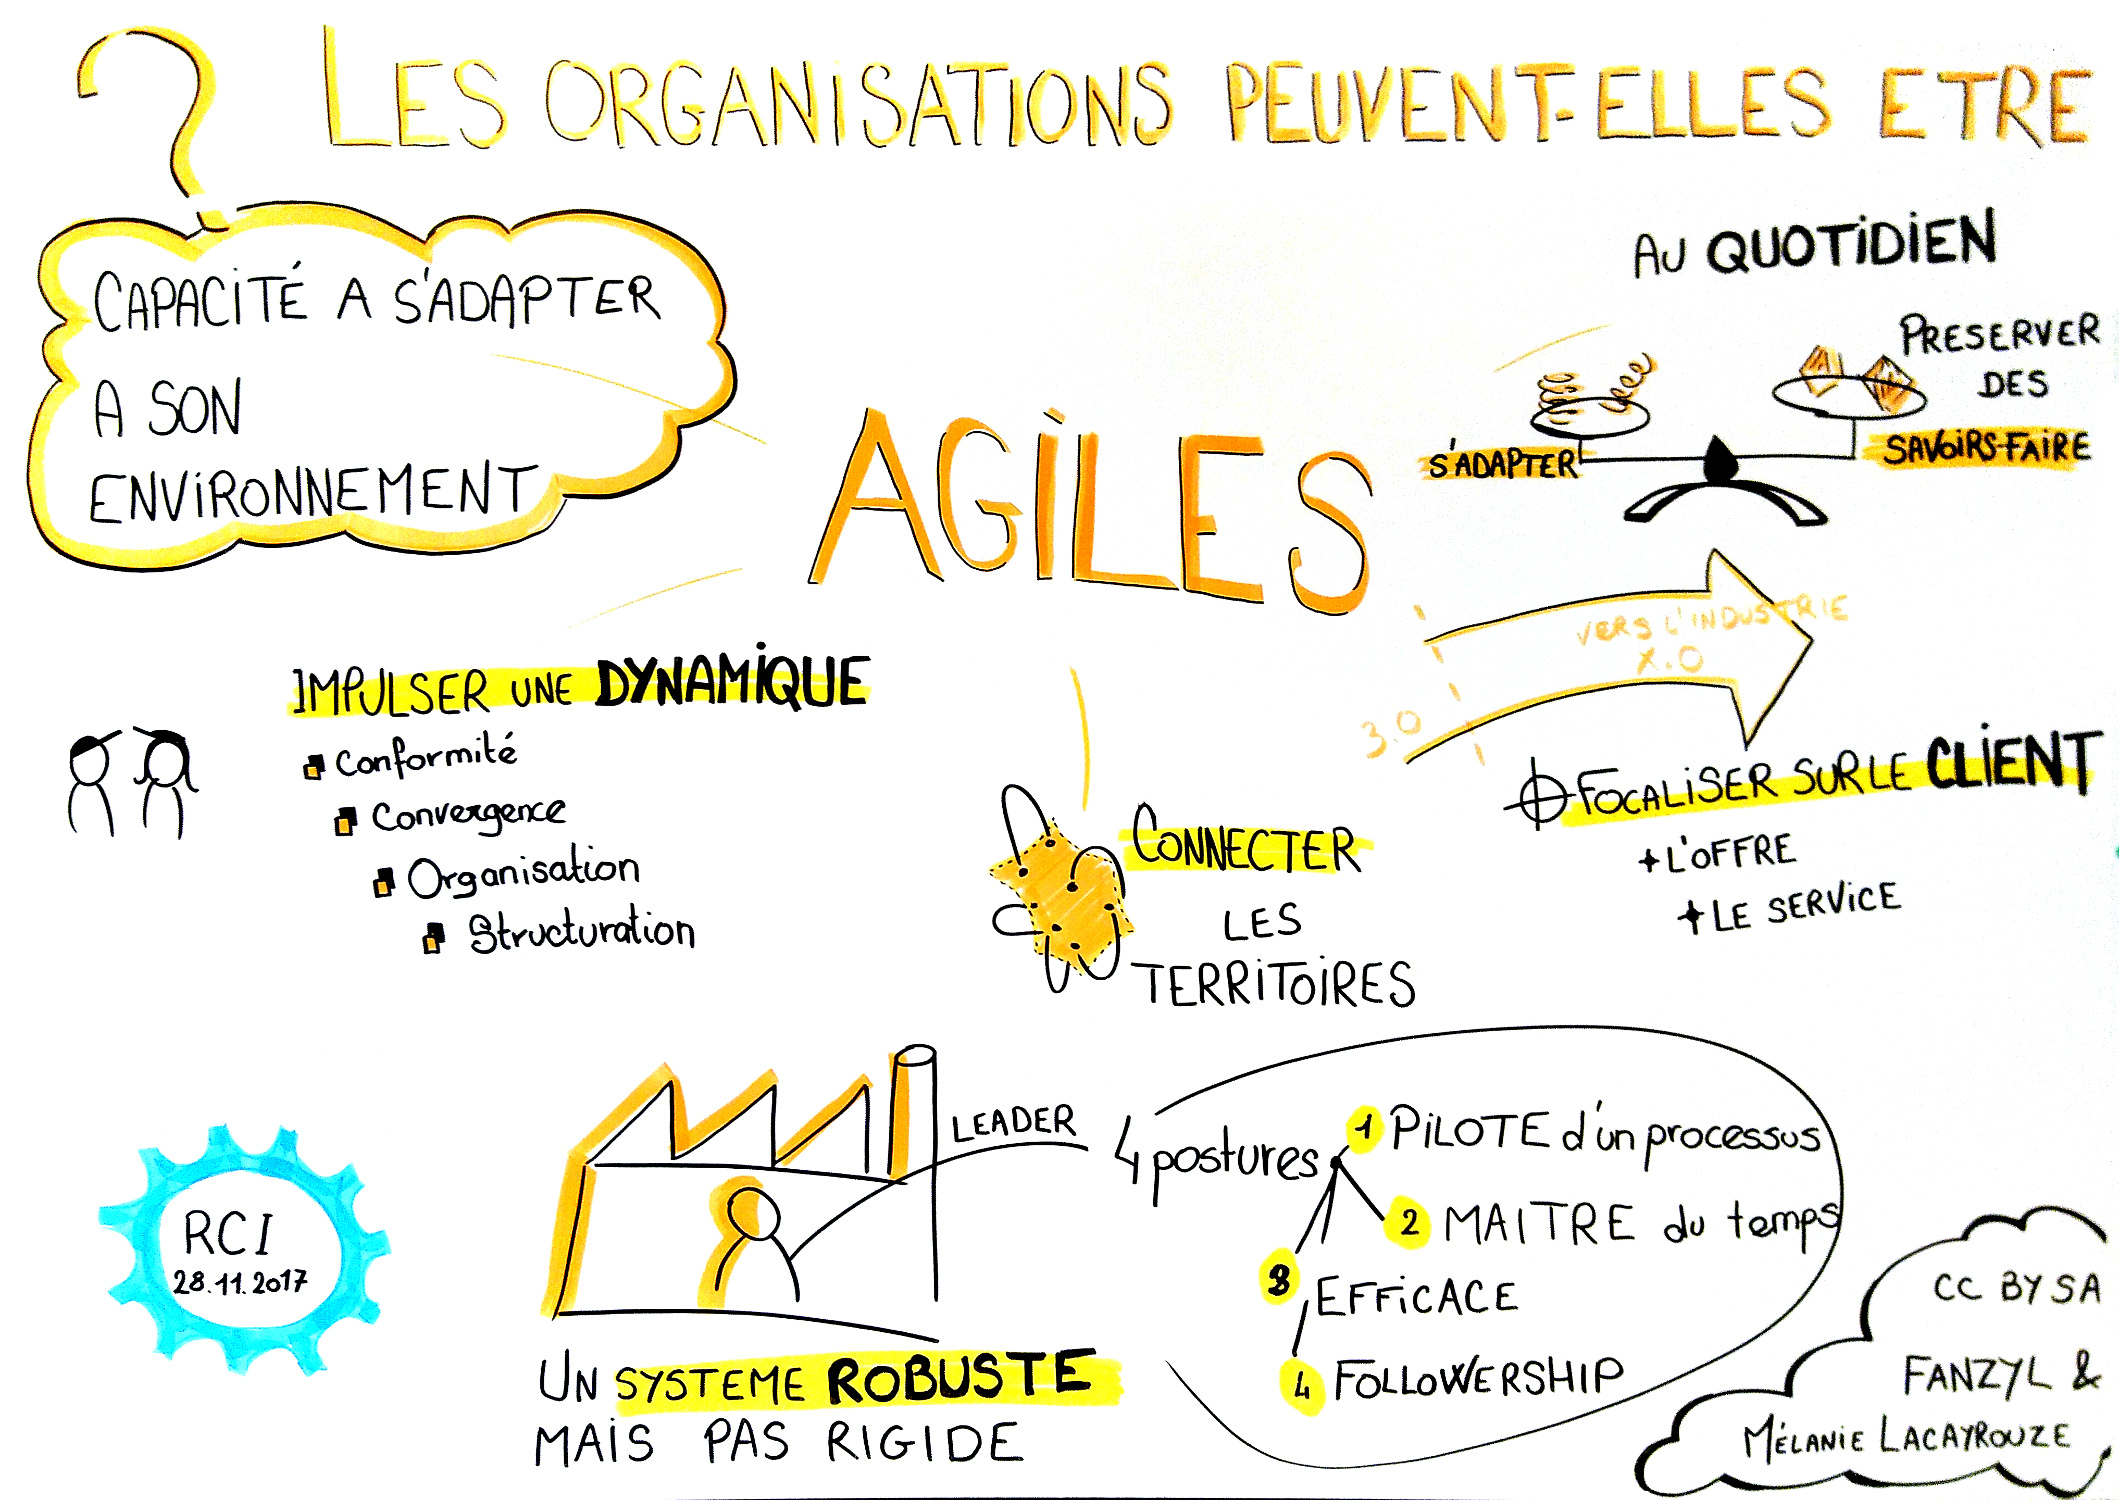 ? LES ORGANISATIONS PEUVENT-ELLES ETRE
AGILES
CAPACITÉ A S'ADAPTER
A SON
ENVIRONNEMENT
AU QUOTIDIEN
S'ADAPTER
PRESERVER
DES
SAVOIRS-FAIRE
VERS L'INDUSTRIE
X.O
3.0
IMPULSER UNE DYNAMIQUE
Conformité
Convergence
Organisation
Structuration
CONNECTER
LES
TERRITOIRES
FOCALISER SUR LE CLIENT
+ L'OFFRE
+ LE SERVICE
RCI
28.11.2017
LEADER
UN SYSTEME ROBUSTE
MAIS PAS RIGIDE
4 postures
1 PILOTE d'un processus
2 MAITRE du temps
3 EFFICACE
4 FOLLOWERSHIP
CC BY SA
FANZYL &
MÉLANIE LACAYROUZE